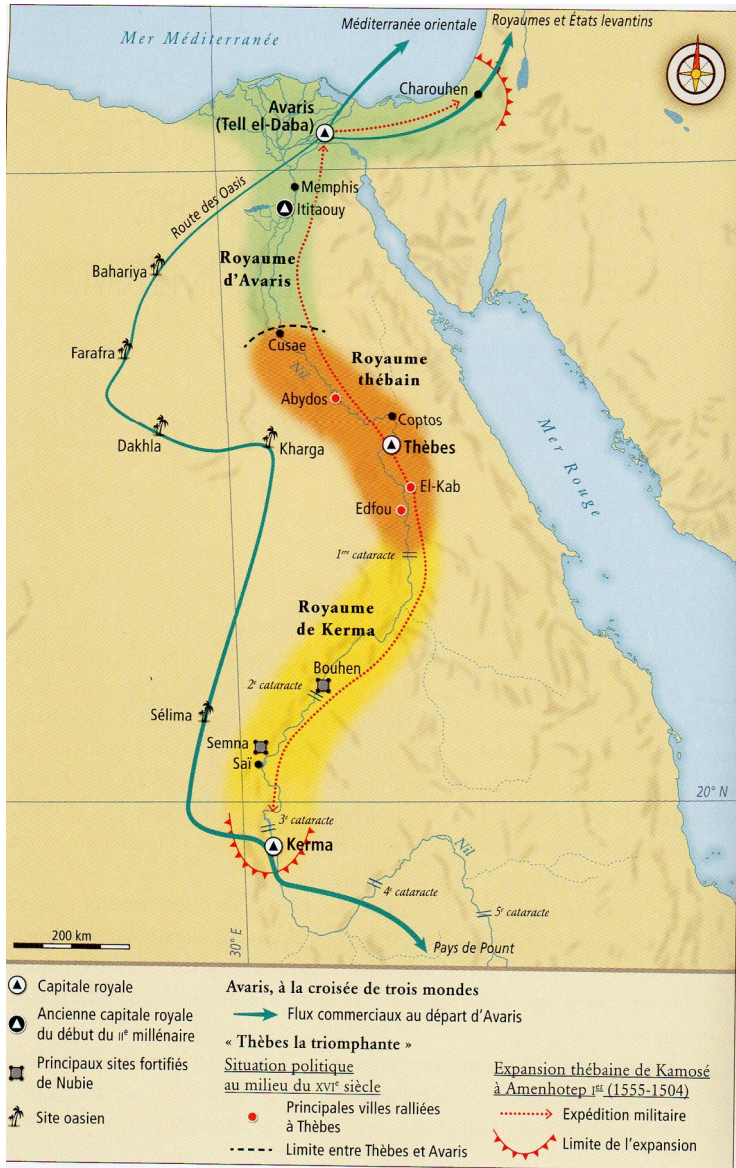 Mer Méditerranée
Méditerranée orientale
Royaumes et États levantins
Charouhen
Avaris
(Tell el-Daba)
Route des Oasis
Memphis
Ititaouy
Royaume
d'Avaris
Bahariya
Cusae
Farafra
Nil
Royaume
thébain
Abydos
Coptos
Dakhla
Kharga
Thèbes
Mer Rouge
El-Kab
Edfou
1ère cataracte
Royaume
de Kerma
Bouhen
2e cataracte
Sélima
Semna
Saï
20° N
3e cataracte
Kerma
Nil
4e cataracte
5e cataracte
Pays de Pount
200 km
30° E
Capitale royale
Ancienne capitale royale
du début du IIe millénaire
Principaux sites fortifiés
de Nubie
Site oasien
Avaris, à la croisée de trois mondes
Flux commerciaux au départ d'Avaris
« Thèbes la triomphante »
Situation politique
au milieu du XVIe siècle
Principales villes ralliées
à Thèbes
Limite entre Thèbes et Avaris
Expansion thébaine de Kamosé
à Amenhotep Ier (1555-1504)
Expédition militaire
Limite de l'expansion